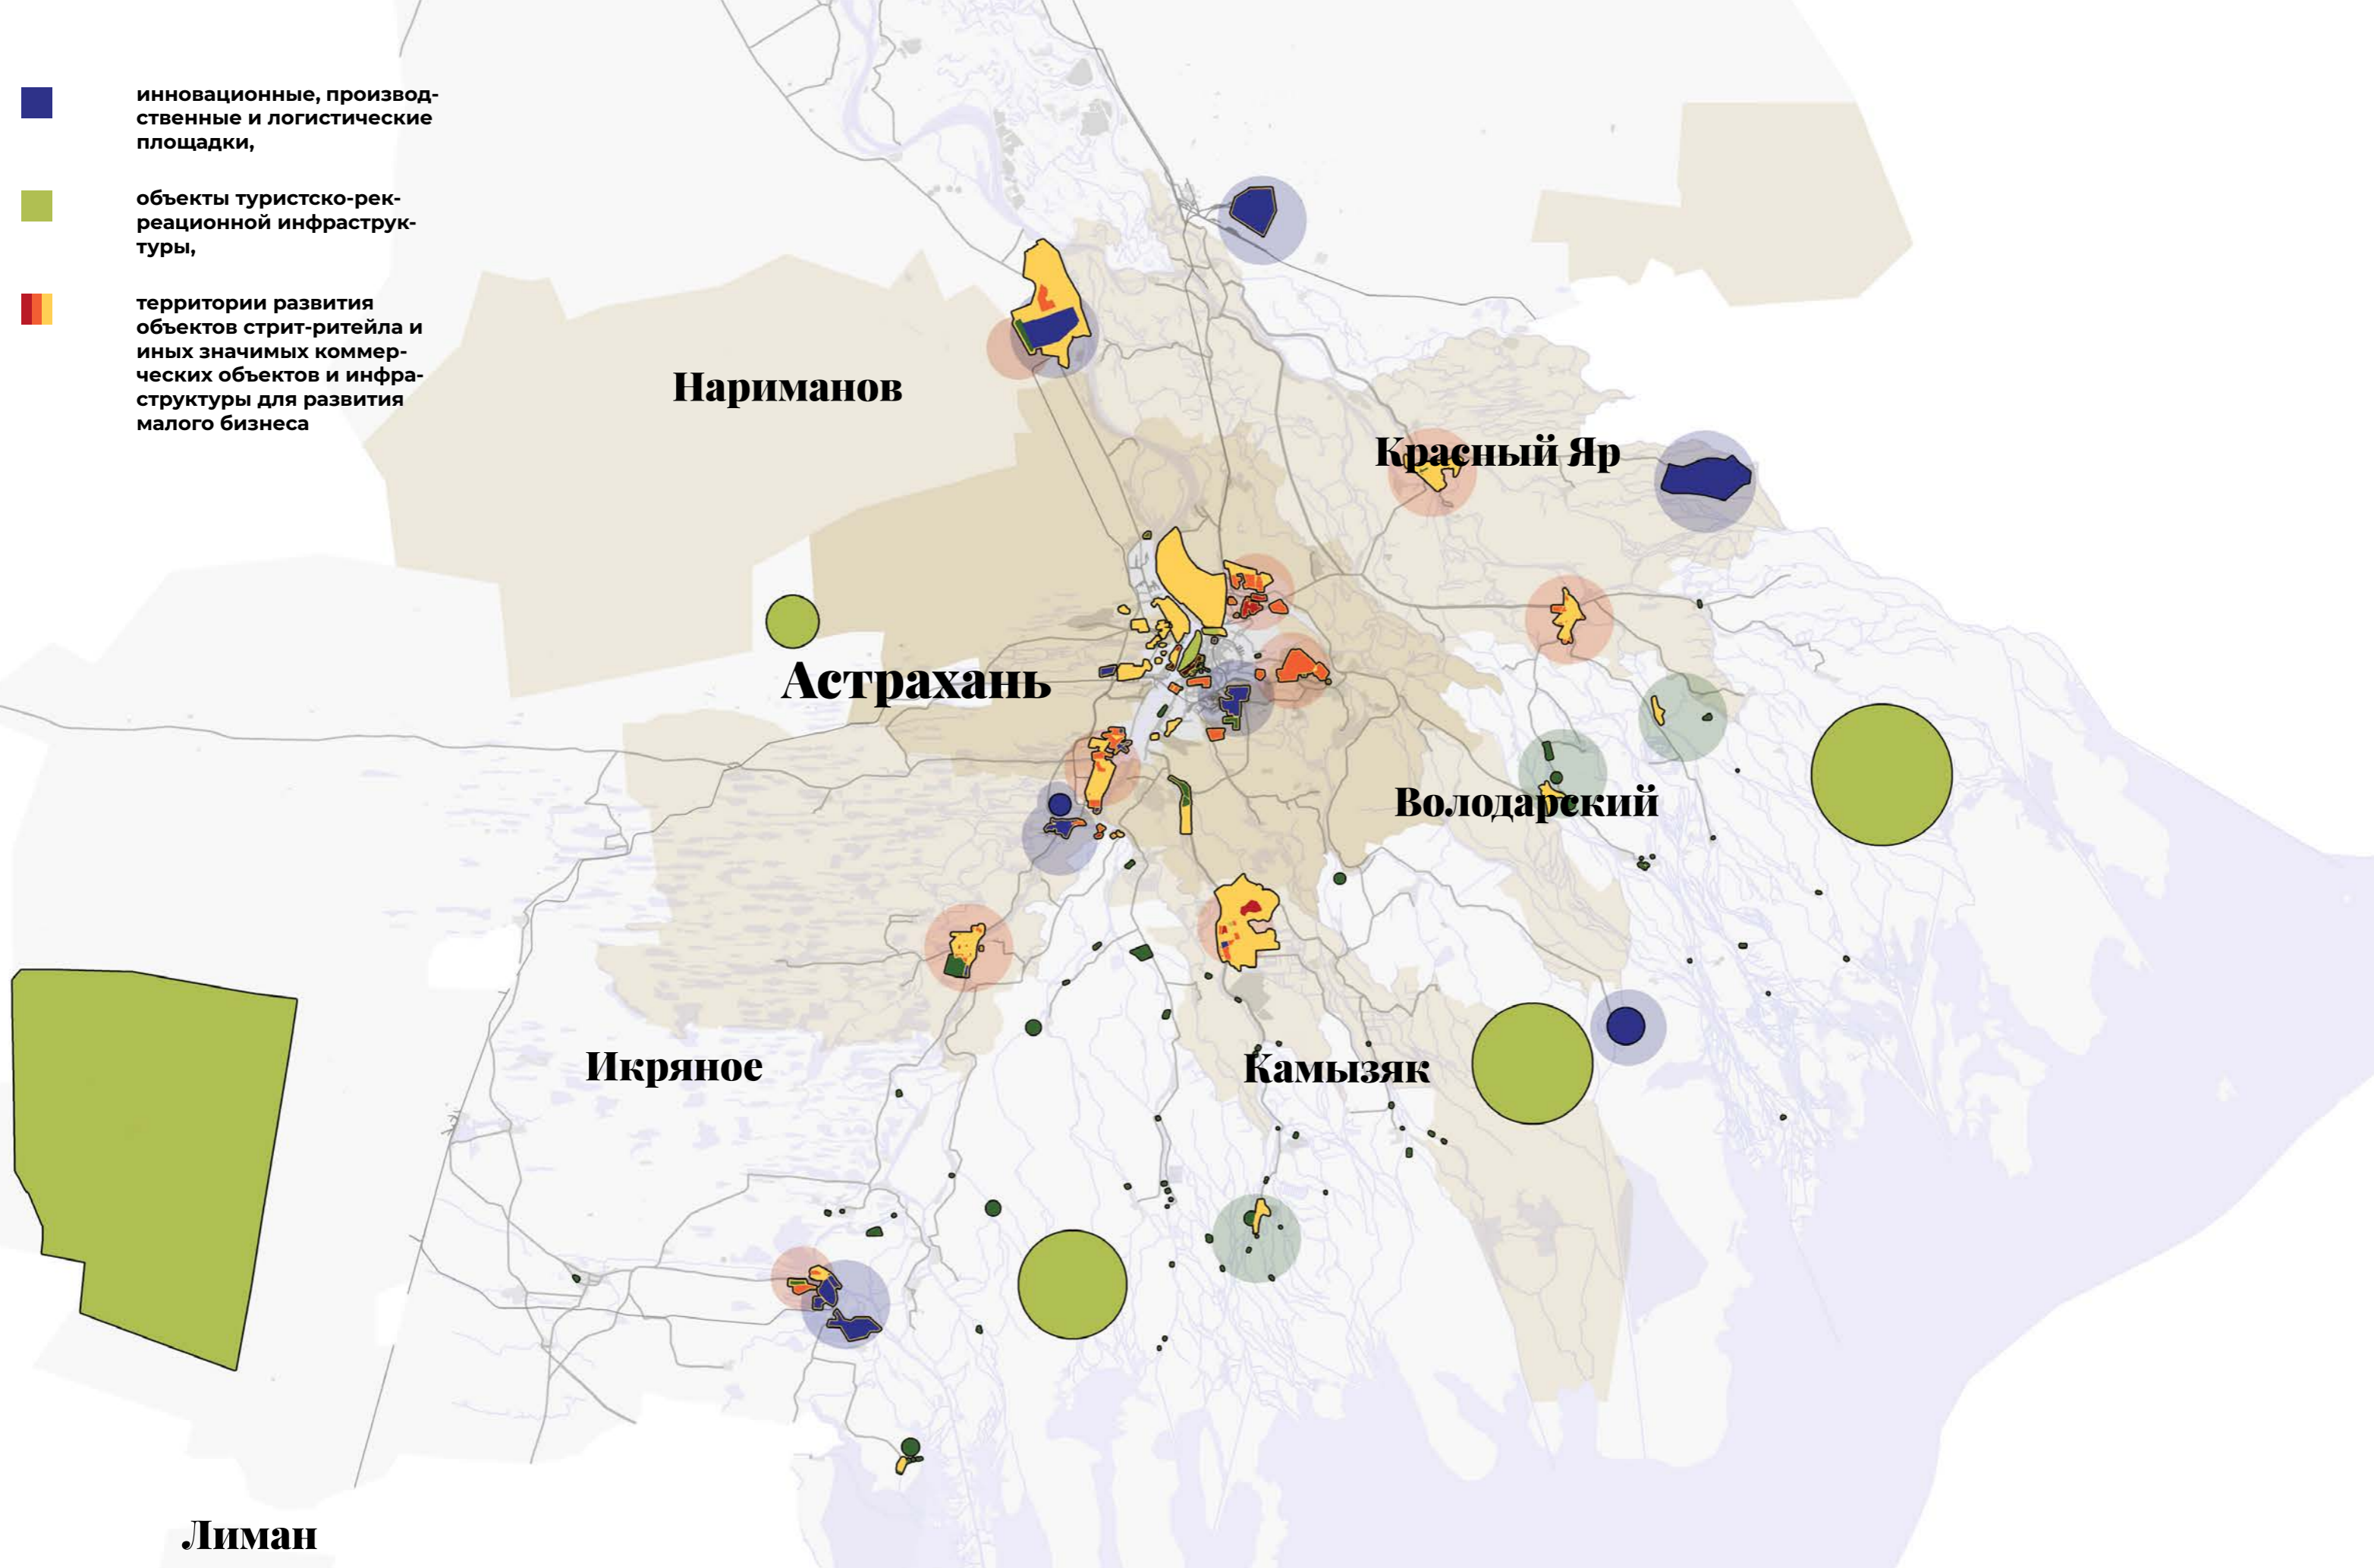 инновационные, производ-
ственные и логистические
площадки,
объекты туристско-рек-
реационной инфраструк-
туры,
территории развития
объектов стрит-ритейла и
иных значимых коммер-
ческих объектов и инфра-
структуры для развития
малого бизнеса
Нариманов
Красный Яр
Астрахань
Володарский
Икряное
Камызяк
Лиман